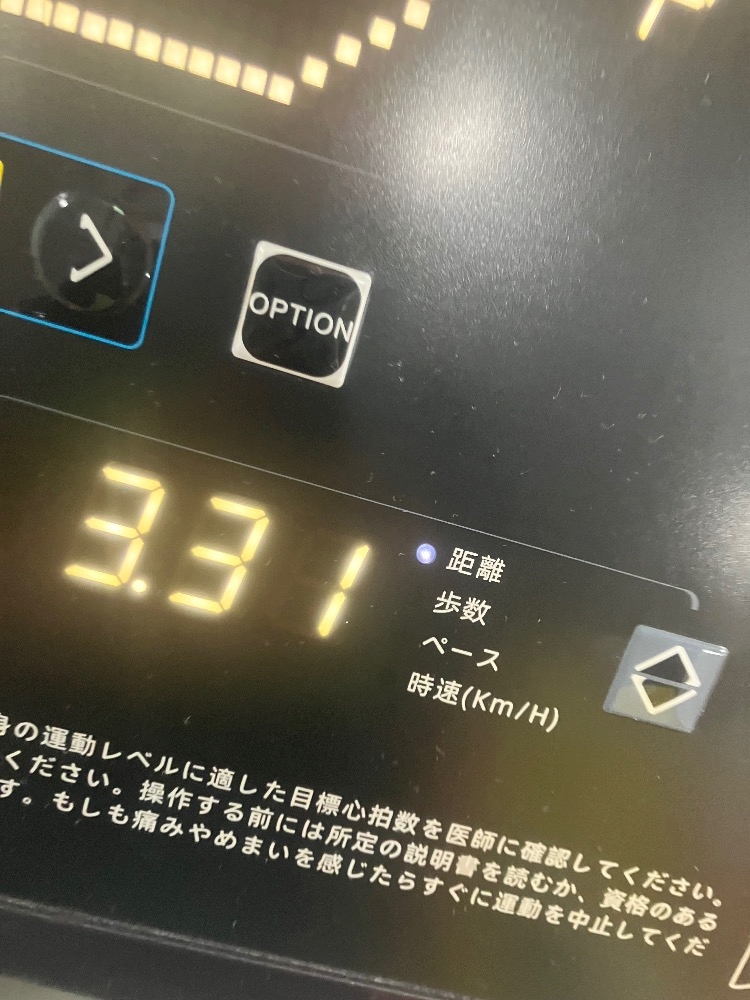 OPTION
3.31
距離
歩数
ペース
時速(Km/H)
身の運動レベルに適した目標心拍数を医師に確認してください。
ください。操作する前には所定の説明書を読むか、資格のある
す。もしも痛みやめまいを感じたらすぐに運動を中止してくだ